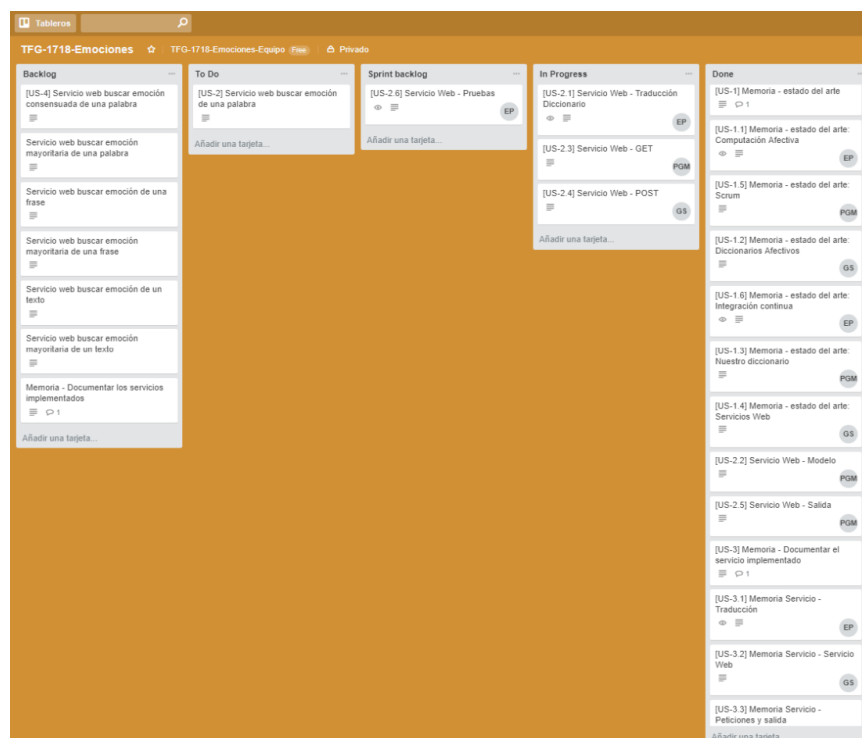 Tableros
TFG-1718-Emociones
TFG-1718-Emociones-Equipo Free
Privado
Backlog
[US-4] Servicio web buscar emoción
consensuada de una palabra
Servicio web buscar emoción
mayoritaria de una palabra
Servicio web buscar emoción de una
frase
Servicio web buscar emoción
mayoritaria de una frase
Servicio web buscar emoción de un
texto
Servicio web buscar emoción
mayoritaria de un texto
Memoria - Documentar los servicios
implementados
1
Añadir una tarjeta...
To Do
[US-2] Servicio web buscar emoción
de una palabra
Añadir una tarjeta...
Sprint backlog
[US-2.6] Servicio Web - Pruebas
EP
Añadir una tarjeta...
In Progress
[US-2.1] Servicio Web - Traducción
Diccionario
EP
[US-2.3] Servicio Web - GET
PGM
[US-2.4] Servicio Web - POST
GS
Añadir una tarjeta...
Done
[US-1] Memoria - estado del arte
1
[US-1.1] Memoria - estado del arte:
Computación Afectiva
EP
[US-1.5] Memoria - estado del arte:
Scrum
PGM
[US-1.2] Memoria - estado del arte:
Diccionarios Afectivos
GS
[US-1.6] Memoria - estado del arte:
Integración continua
EP
[US-1.3] Memoria - estado del arte:
Nuestro diccionario
PGM
[US-1.4] Memoria - estado del arte:
Servicios Web
GS
[US-2.2] Servicio Web - Modelo
PGM
[US-2.5] Servicio Web - Salida
PGM
[US-3] Memoria - Documentar el
servicio implementado
1
[US-3.1] Memoria Servicio -
Traducción
EP
[US-3.2] Memoria Servicio - Servicio
Web
GS
[US-3.3] Memoria Servicio -
Peticiones y salida
Añadir una tarjeta...